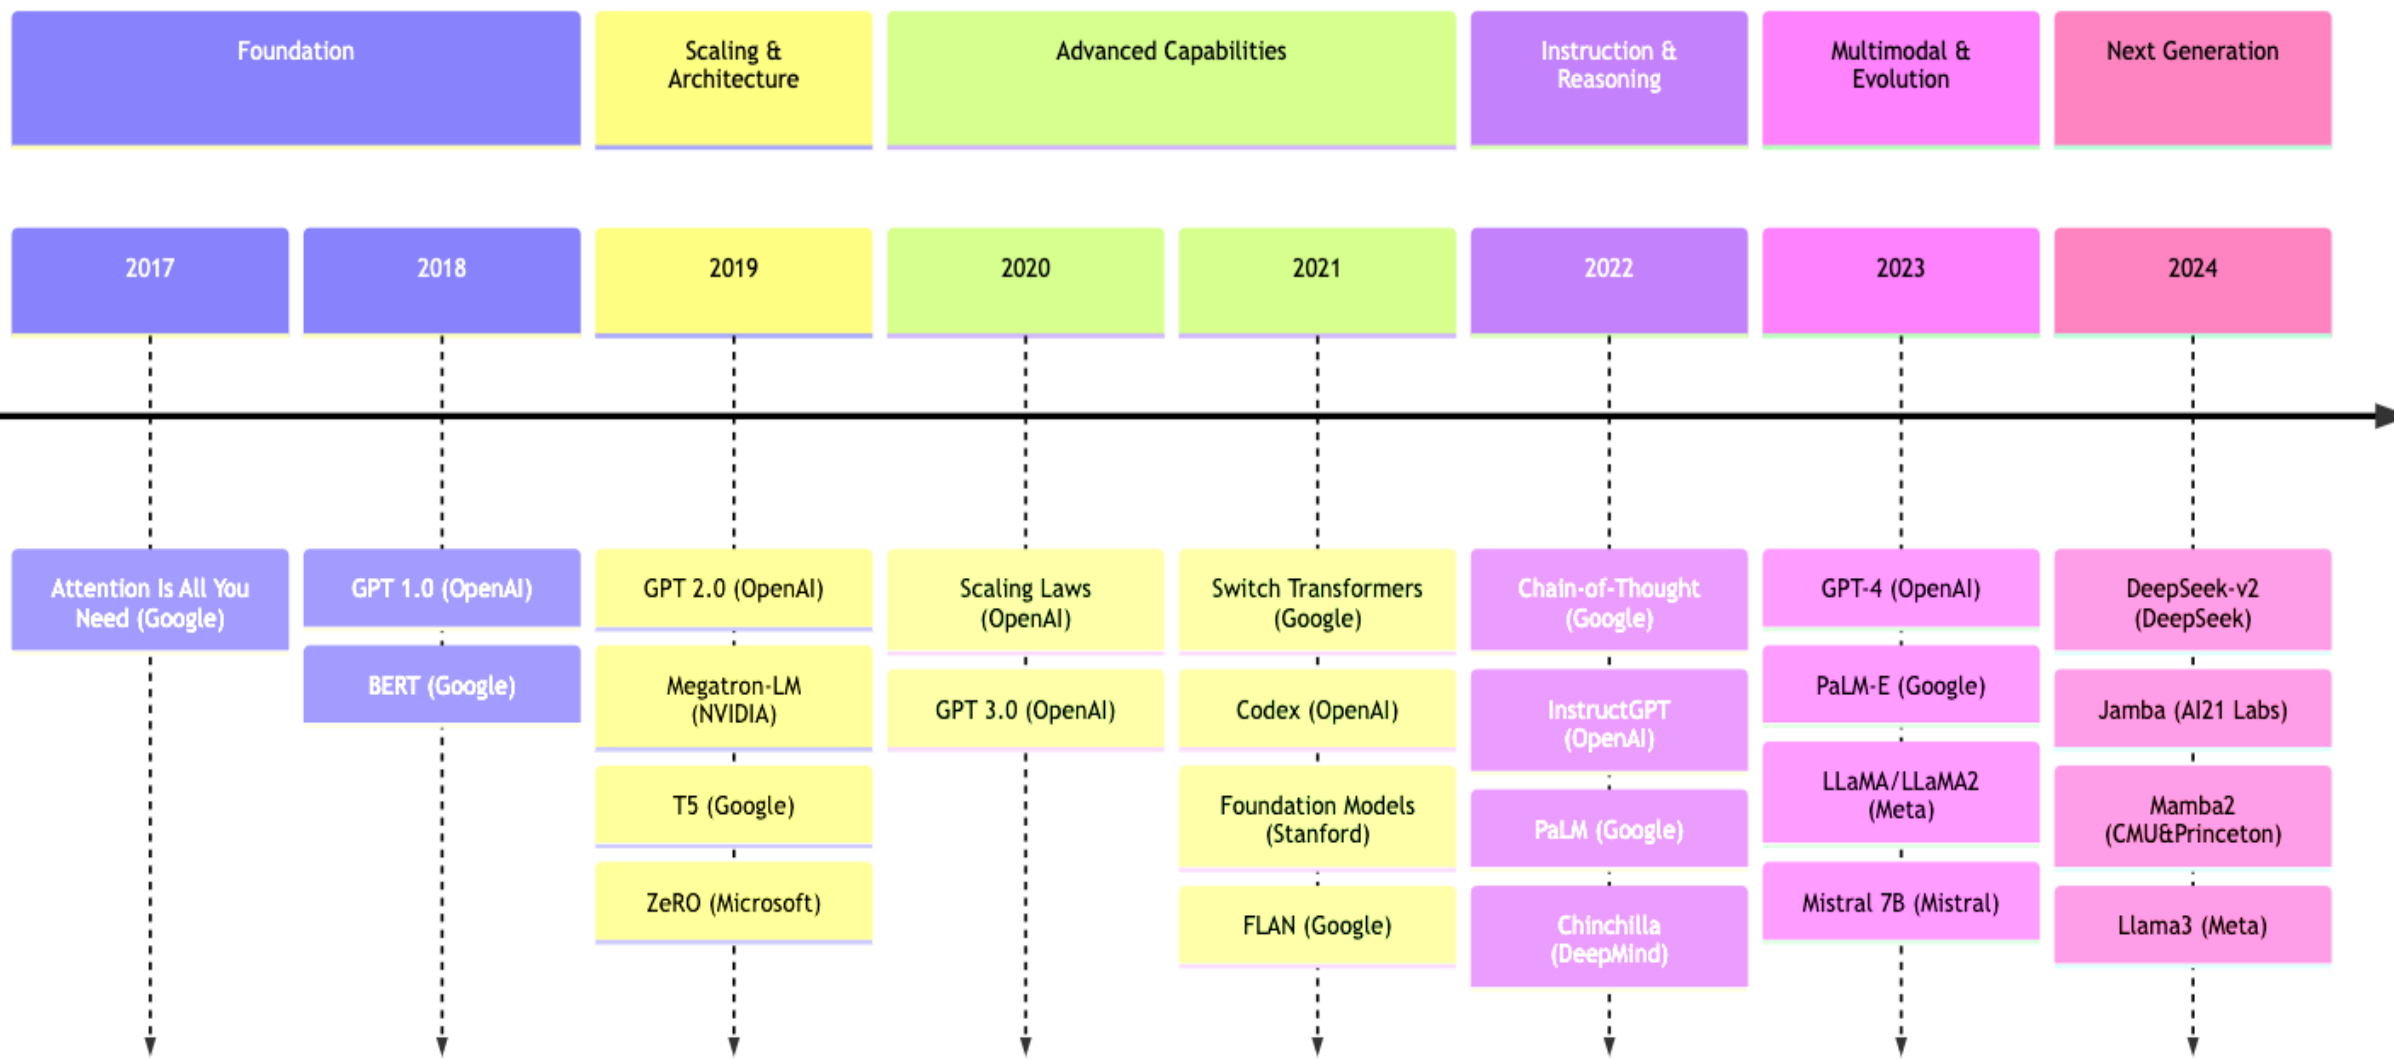 Foundation
Scaling &
Architecture
Advanced Capabilities
Instruction &
Reasoning
Multimodal &
Evolution
Next Generation
2017
2018
2019
2020
2021
2022
2023
2024
Attention Is All You
Need (Google)
GPT 1.0 (OpenAI)
BERT (Google)
GPT 2.0 (OpenAI)
Megatron-LM
(NVIDIA)
T5 (Google)
ZeRO (Microsoft)
Scaling Laws
(OpenAI)
GPT 3.0 (OpenAI)
Switch Transformers
(Google)
Codex (OpenAI)
Foundation Models
(Stanford)
FLAN (Google)
Chain-of-Thought
(Google)
InstructGPT
(OpenAI)
PaLM (Google)
Chinchilla
(DeepMind)
GPT-4 (OpenAI)
PaLM-E (Google)
LLaMA/LLaMA2
(Meta)
Mistral 7B (Mistral)
DeepSeek-v2
(DeepSeek)
Jamba (AI21 Labs)
Mamba2
(CMU&Princeton)
Llama3 (Meta)